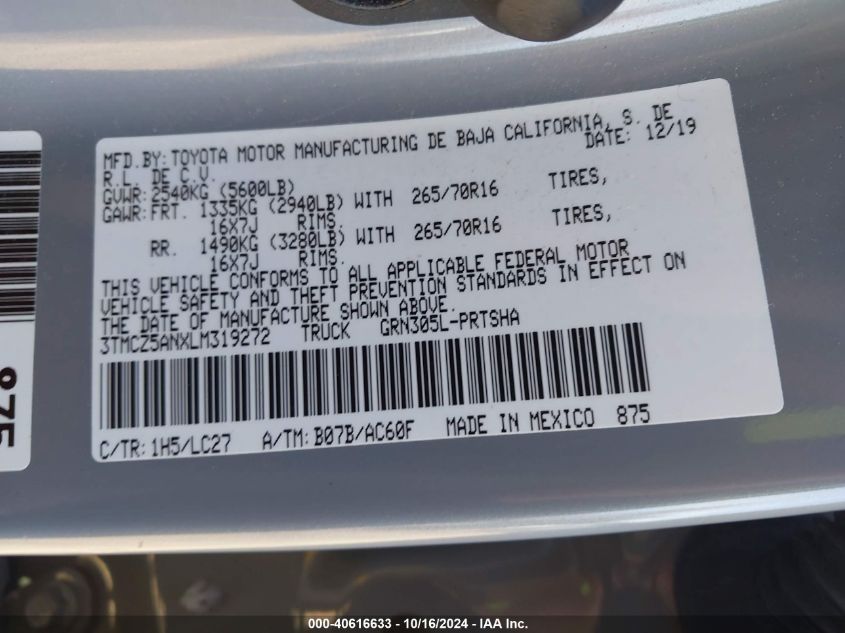 MFD.BY: TOYOTA MOTOR MANUFACTURING DE BAJA CALIFORNIA, S. DE
R.L. DE C.V. DATE: 12/19
GVWR: 2540KG (5600LB)
GAWR: FRT. 1335KG (2940LB) WITH 265/70R16 TIRES,
16X7J RIMS.
RR. 1490KG (3280LB) WITH 265/70R16 TIRES,
16X7J RIMS.
THIS VEHICLE CONFORMS TO ALL APPLICABLE FEDERAL MOTOR
VEHICLE SAFETY AND THEFT PREVENTION STANDARDS IN EFFECT ON
THE DATE OF MANUFACTURE SHOWN ABOVE.
3TMCZ5ANXLM319272 TRUCK GRN305L-PRTSHA
C/TR: 1H5/LC27 A/TM: B07B/AC60F MADE IN MEXICO 875
875
000-40616633 - 10/16/2024 - IAA Inc.